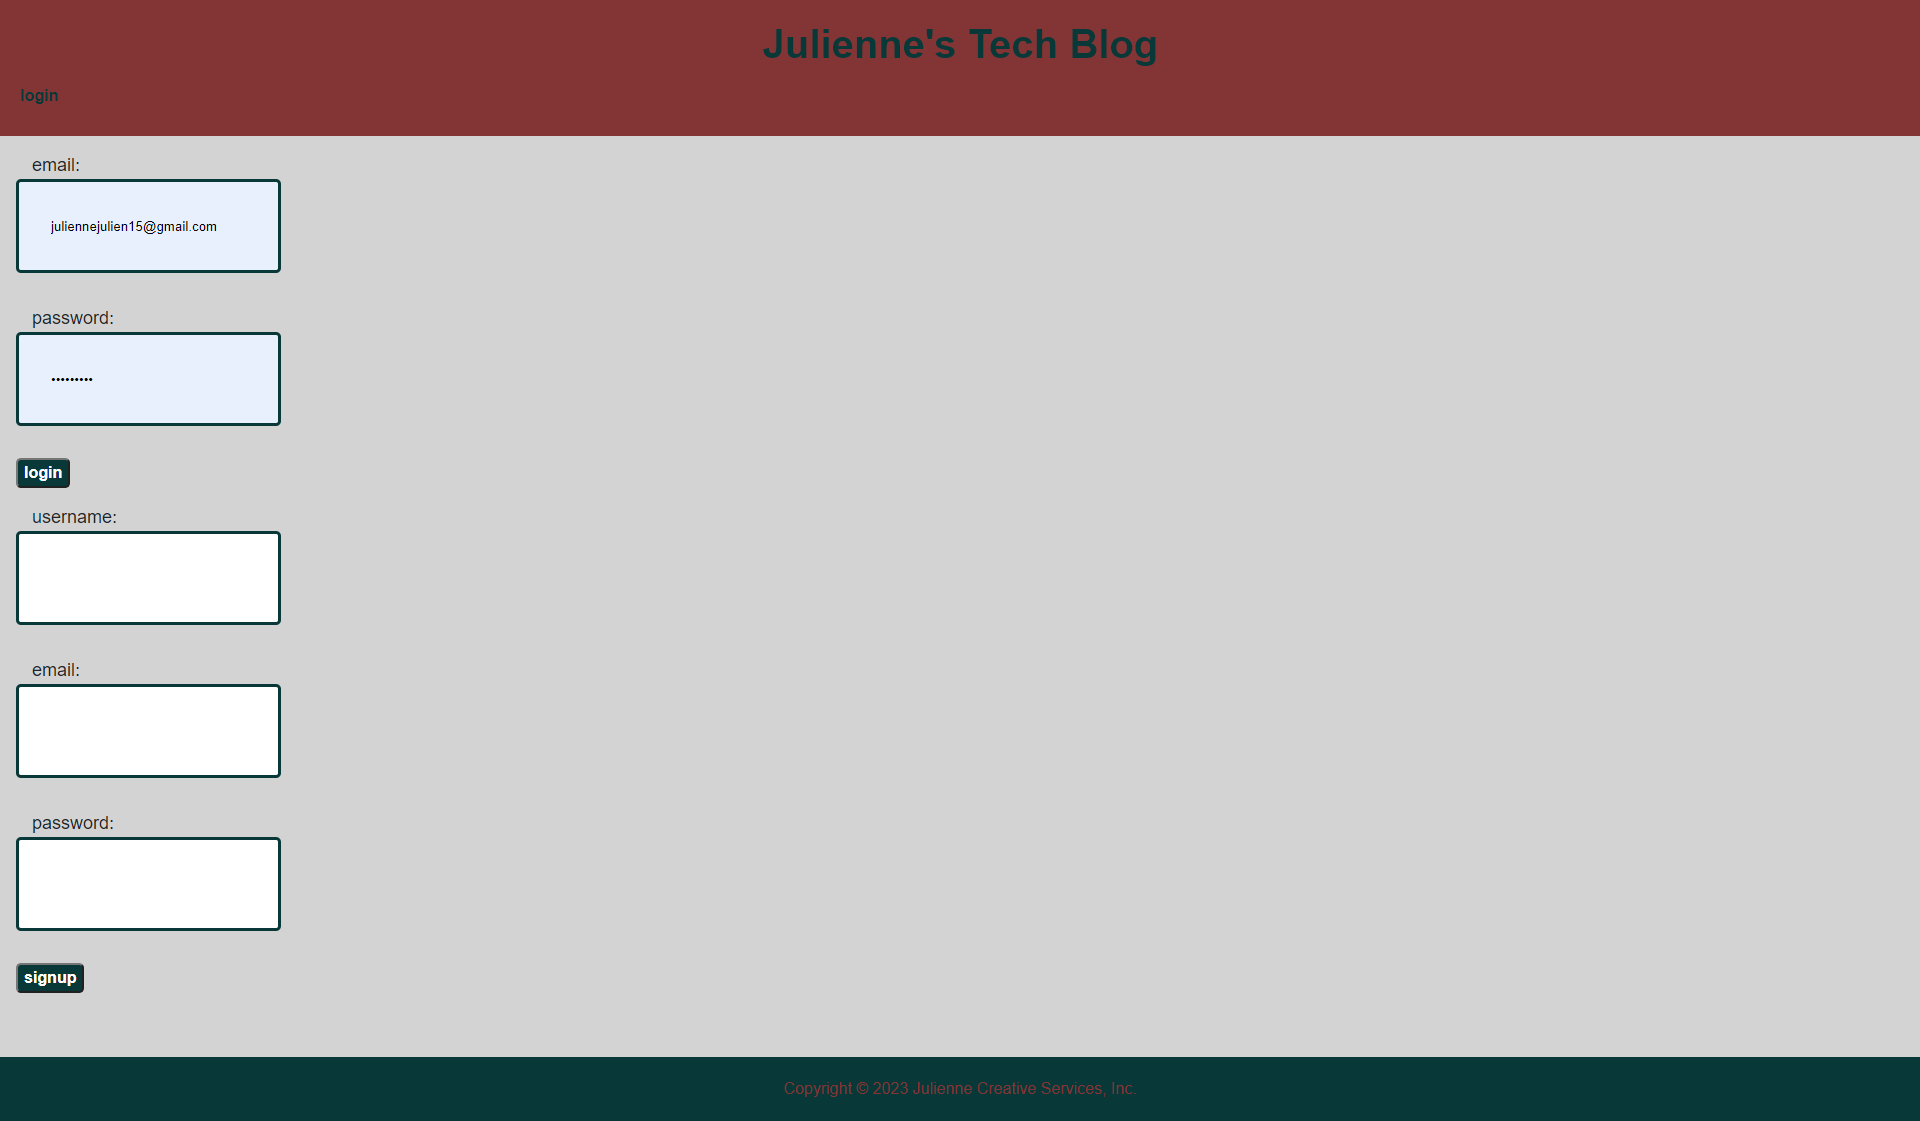 Julienne's Tech Blog
login
email:
juliennejulien15@gmail.com
password:
•••••••••
login
username:
email:
password:
signup
Copyright © 2023 Julienne Creative Services, Inc.